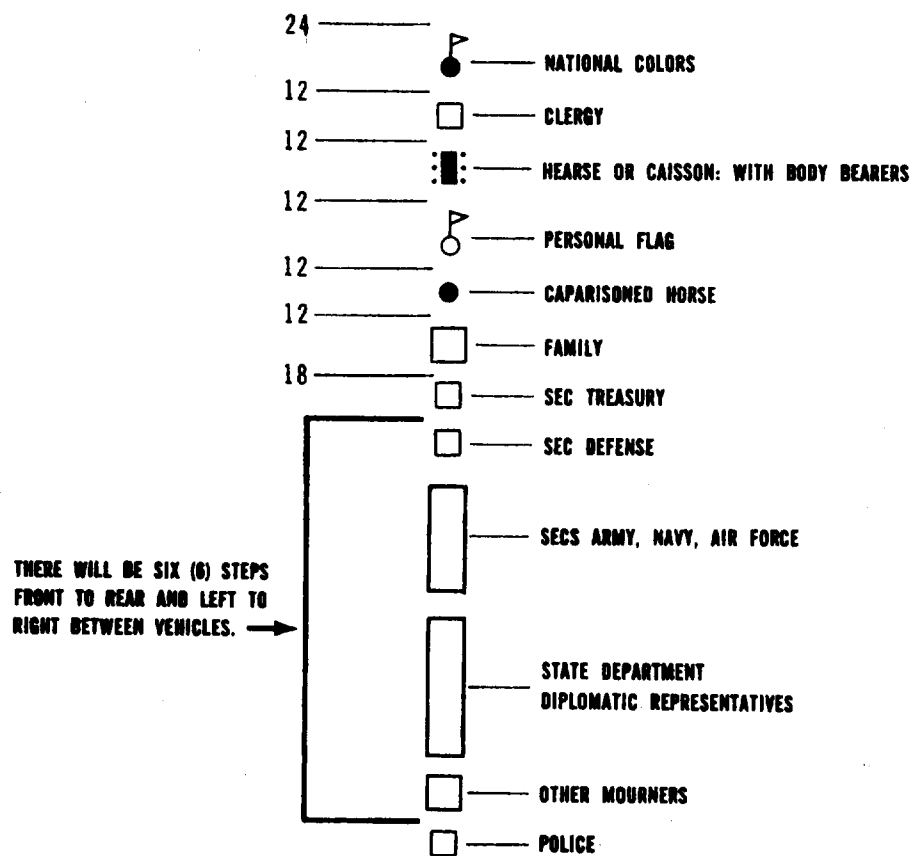 24
NATIONAL COLORS
12
CLERGY
12
HEARSE OR CAISSON: WITH BODY BEARERS
12
PERSONAL FLAG
12
CAPARISONED HORSE
12
FAMILY
18
SEC TREASURY
SEC DEFENSE
SECS ARMY, NAVY, AIR FORCE
THERE WILL BE SIX (6) STEPS
FRONT TO REAR AND LEFT TO
RIGHT BETWEEN VEHICLES.
STATE DEPARTMENT
DIPLOMATIC REPRESENTATIVES
OTHER MOURNERS
POLICE